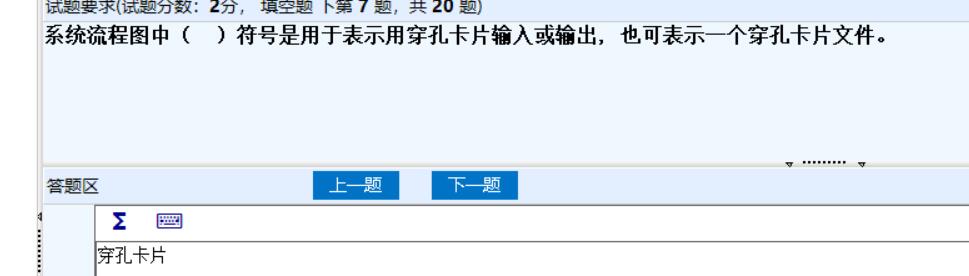 试题要求(试题分数：2分， 填空题 下第 7 题，共 20 题)
系统流程图中（　）符号是用于表示用穿孔卡片输入或输出，也可表示一个穿孔卡片文件。
答题区 上一题 下一题
Σ
穿孔卡片